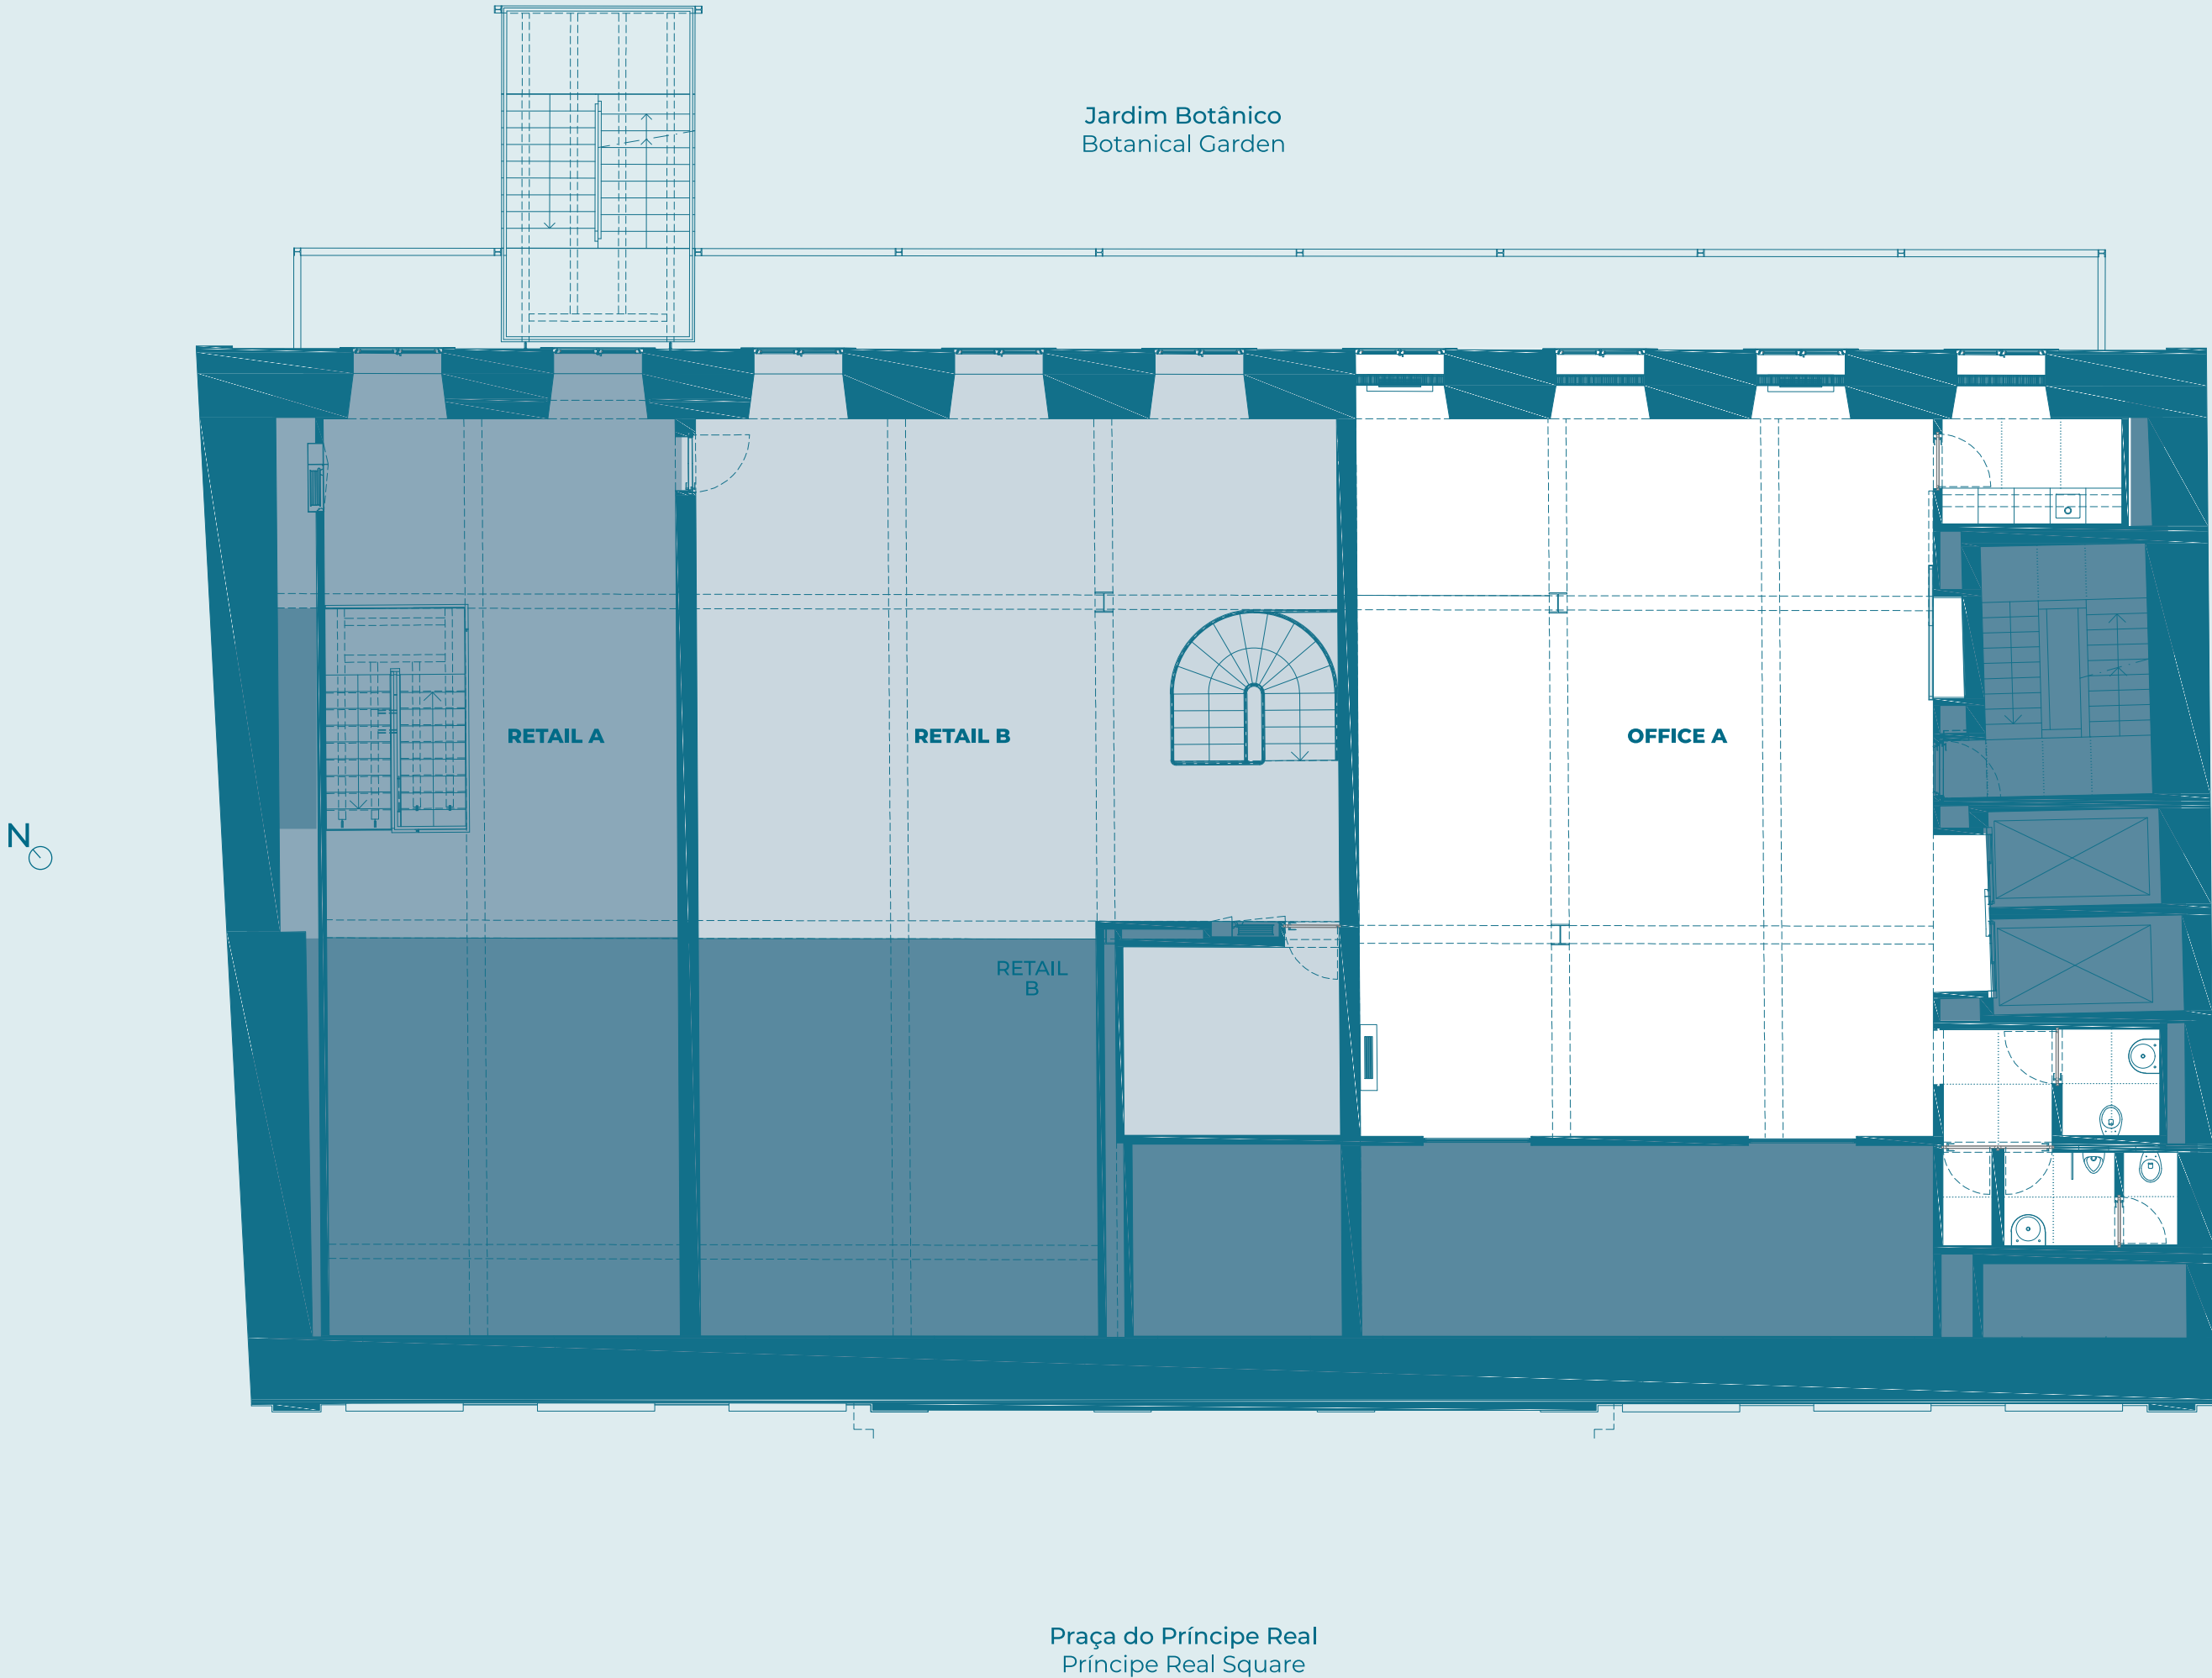 Jardim Botânico
Botanical Garden
RETAIL A
RETAIL B
OFFICE A
N
RETAIL
B
Praça do Príncipe Real
Príncipe Real Square